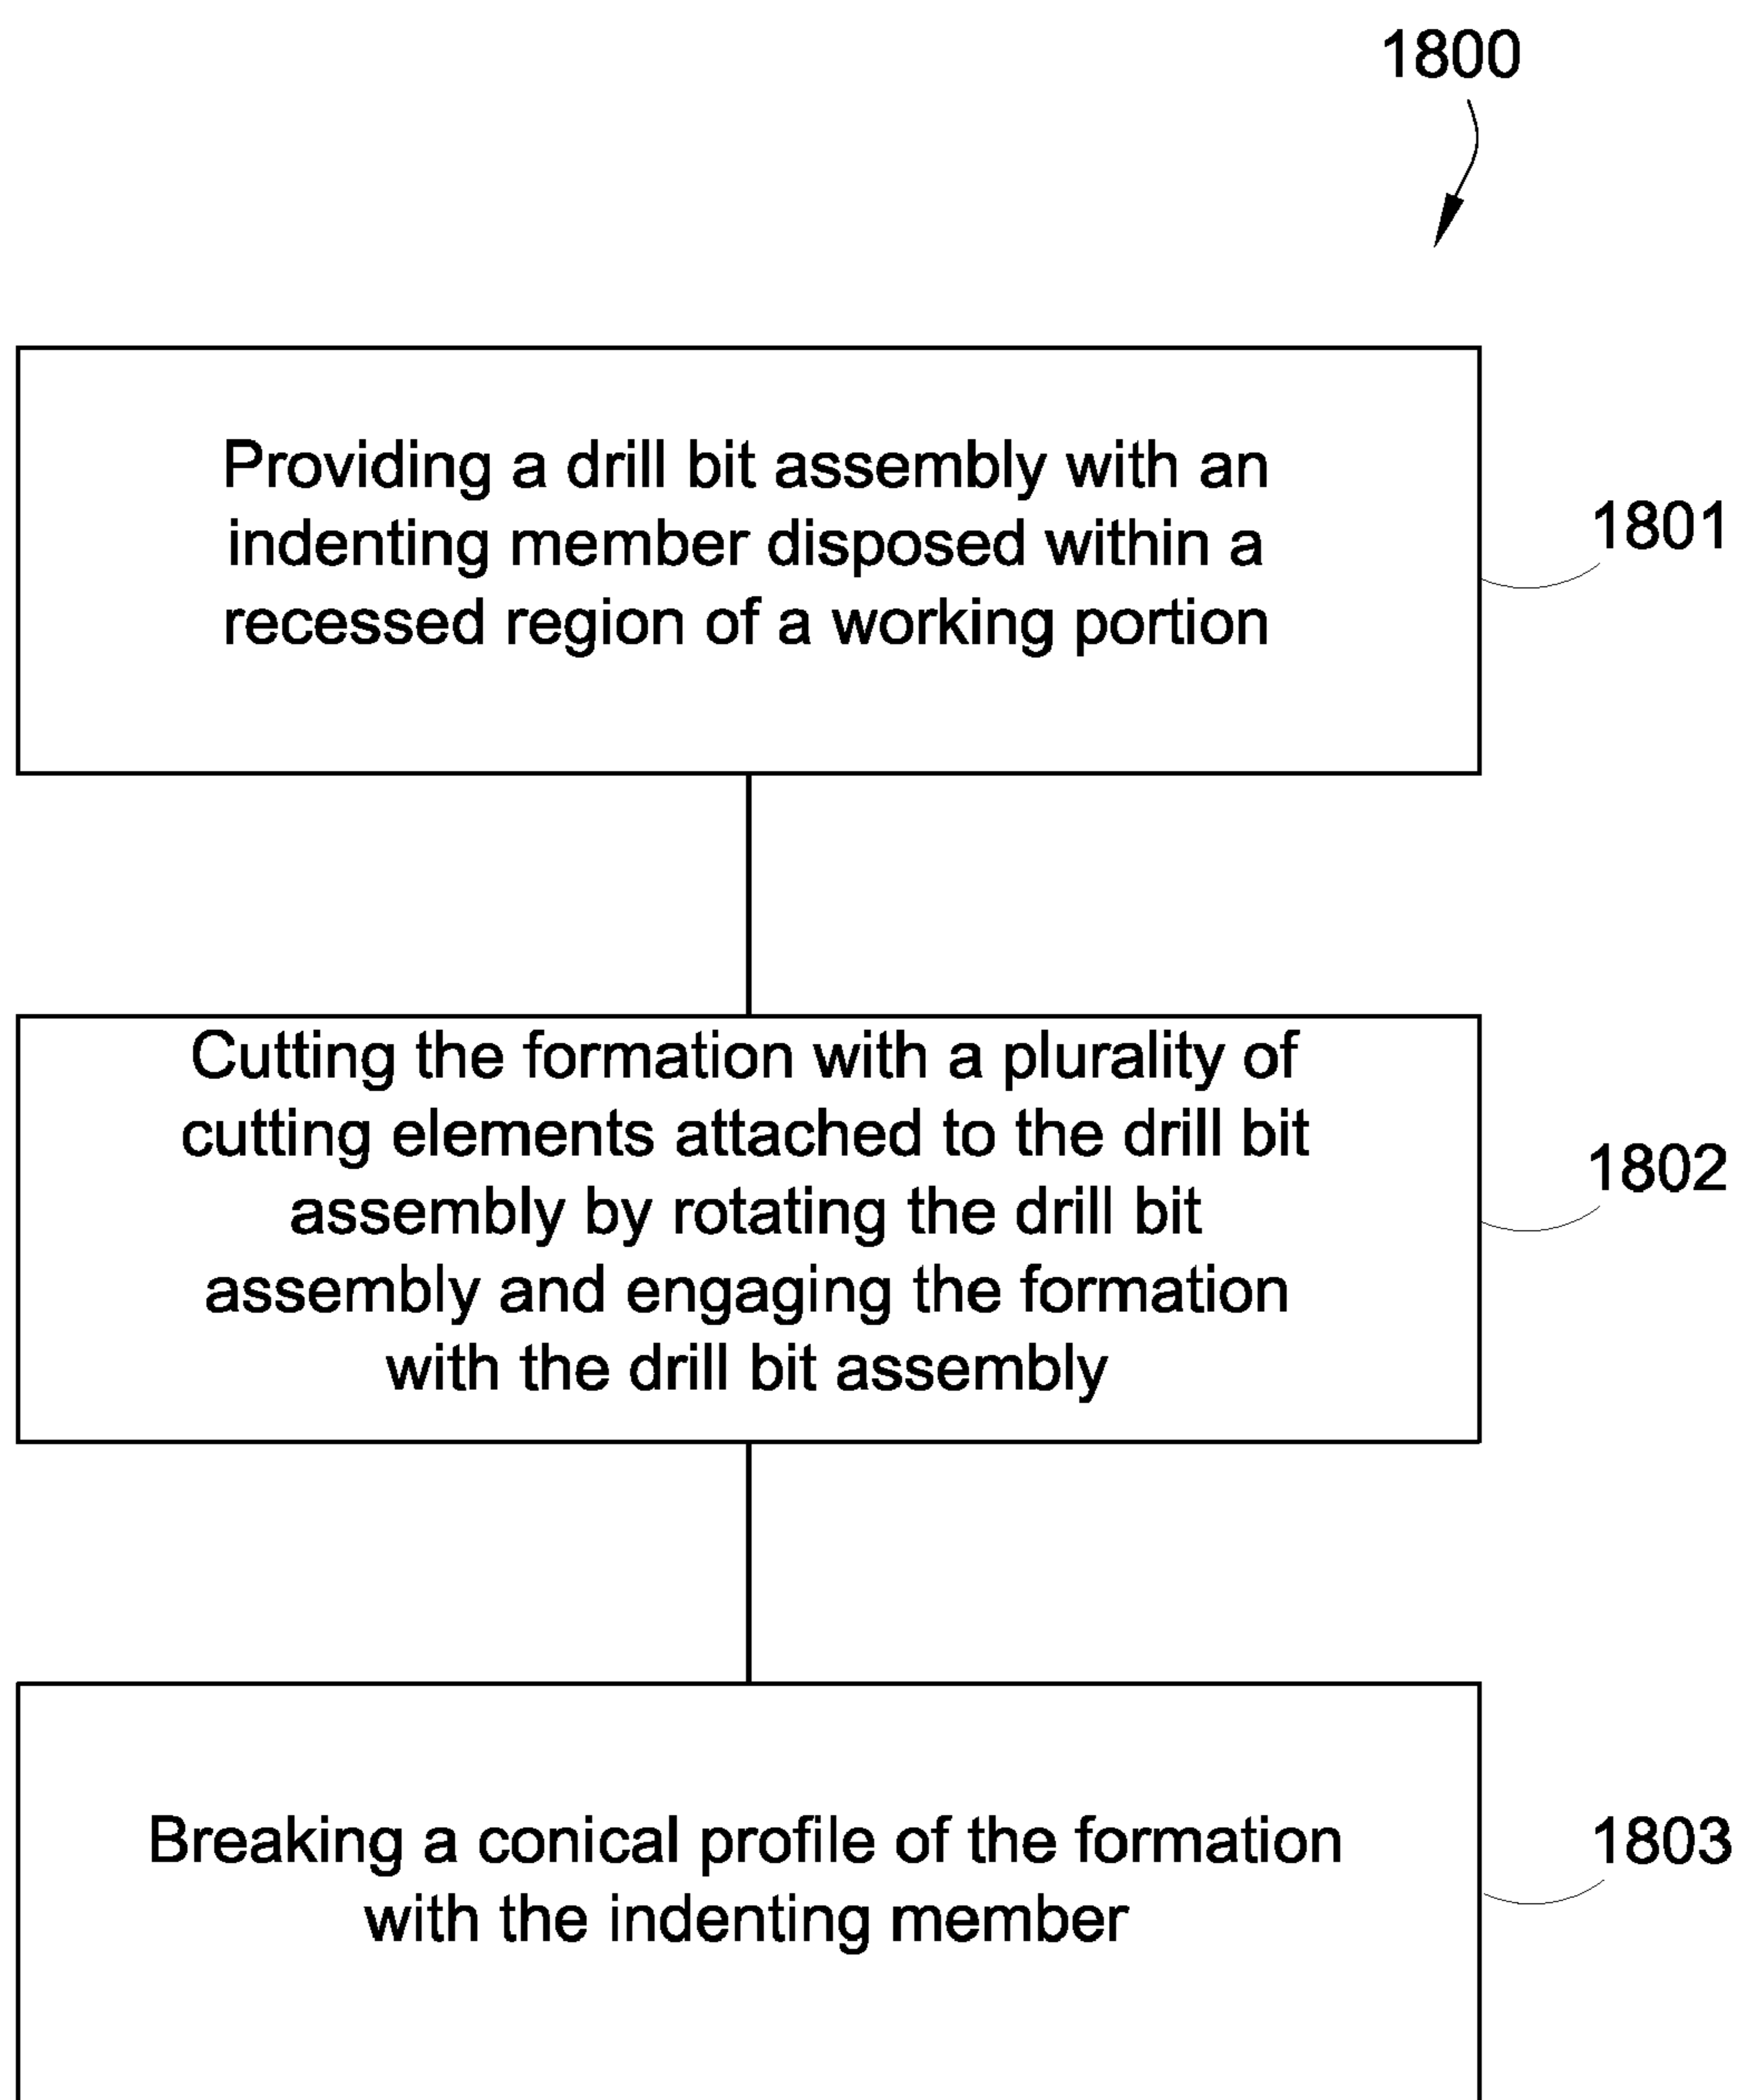 1800
Providing a drill bit assembly with an
indenting member disposed within a
recessed region of a working portion
1801
Cutting the formation with a plurality of
cutting elements attached to the drill bit
assembly by rotating the drill bit
assembly and engaging the formation
with the drill bit assembly
1802
Breaking a conical profile of the formation
with the indenting member
1803